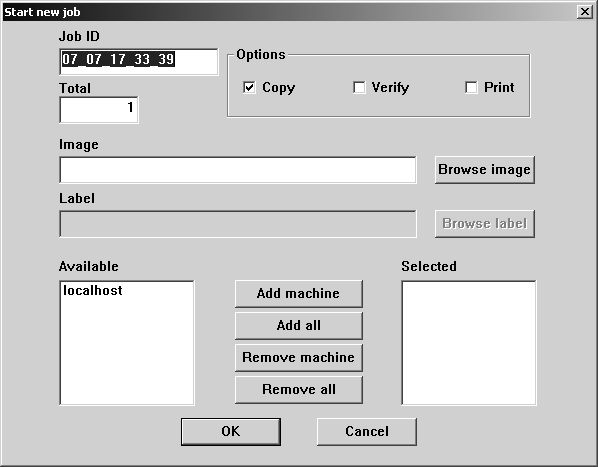 Start new job
Job ID
07_07_17_33_39
Options
Copy
Verify
Print
Total
1
Image
Browse image
Label
Browse label
Available
Selected
localhost
Add machine
Add all
Remove machine
Remove all
OK
Cancel